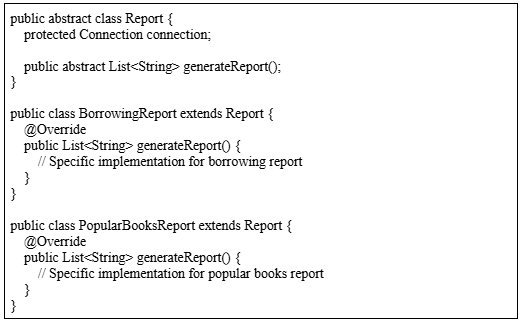 public abstract class Report {
protected Connection connection;
public abstract List<String> generateReport();
}
public class BorrowingReport extends Report {
@Override
public List<String> generateReport() {
// Specific implementation for borrowing report
}
}
public class PopularBooksReport extends Report {
@Override
public List<String> generateReport() {
// Specific implementation for popular books report
}
}